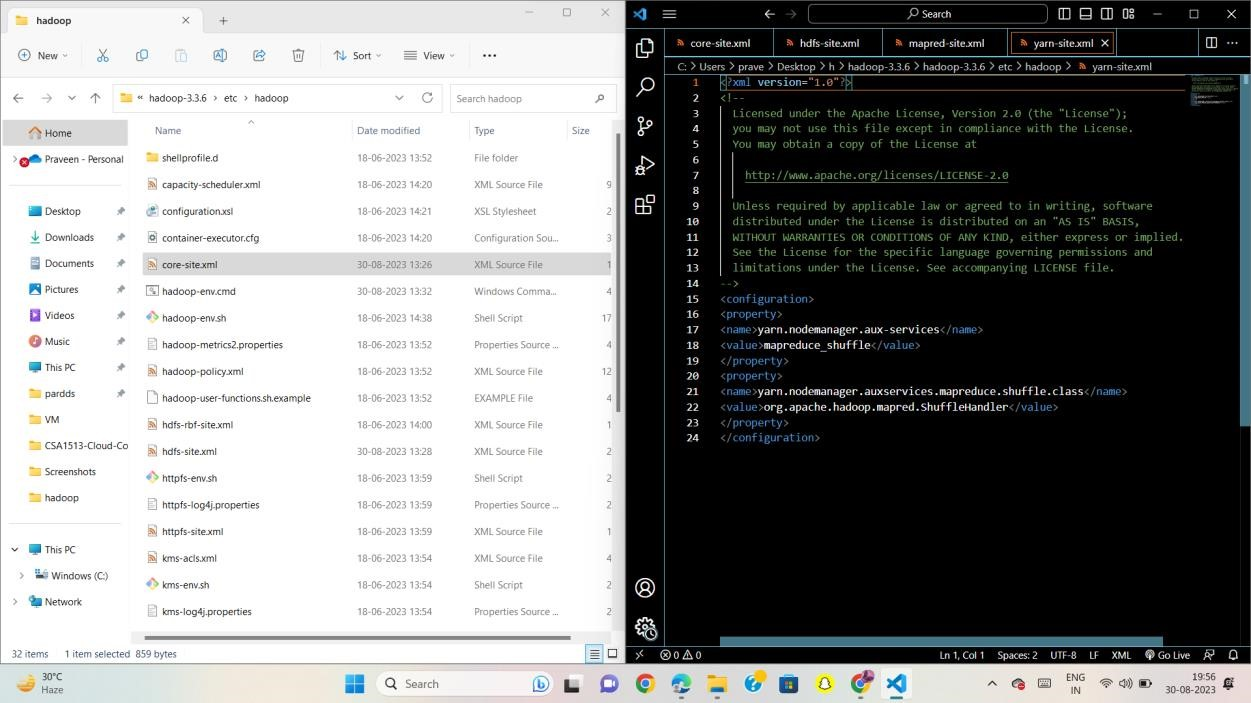 hadoop
New
Sort
View
« hadoop-3.3.6 > etc > hadoop
Search hadoop
Home
Praveen - Personal
Desktop
Downloads
Documents
Pictures
Videos
Music
This PC
pardds
VM
CSA1513-Cloud-Co
Screenshots
hadoop
This PC
Windows (C:)
Network
Name Date modified Type Size
shellprofile.d 18-06-2023 13:52 File folder
capacity-scheduler.xml 18-06-2023 14:20 XML Source File 9
configuration.xsl 18-06-2023 14:21 XSL Stylesheet 2
container-executor.cfg 18-06-2023 14:20 Configuration Sou... 3
core-site.xml 30-08-2023 13:26 XML Source File 1
hadoop-env.cmd 30-08-2023 13:32 Windows Comma... 4
hadoop-env.sh 18-06-2023 14:38 Shell Script 17
hadoop-metrics2.properties 18-06-2023 13:52 Properties Source ... 4
hadoop-policy.xml 18-06-2023 13:52 XML Source File 12
hadoop-user-functions.sh.example 18-06-2023 13:52 EXAMPLE File 4
hdfs-rbf-site.xml 18-06-2023 14:00 XML Source File 1
hdfs-site.xml 30-08-2023 13:28 XML Source File 2
httpfs-env.sh 18-06-2023 13:59 Shell Script 2
httpfs-log4j.properties 18-06-2023 13:59 Properties Source ... 2
httpfs-site.xml 18-06-2023 13:59 XML Source File 1
kms-acls.xml 18-06-2023 13:54 XML Source File 4
kms-env.sh 18-06-2023 13:54 Shell Script 2
kms-log4j.properties 18-06-2023 13:54 Properties Source ... 2
32 items 1 item selected 859 bytes
Search
core-site.xml hdfs-site.xml mapred-site.xml yarn-site.xml
C: > Users > prave > Desktop > h > hadoop-3.3.6 > hadoop-3.3.6 > etc > hadoop > yarn-site.xml
1 <?xml version="1.0"?>
2 <!--
3 Licensed under the Apache License, Version 2.0 (the "License");
4 you may not use this file except in compliance with the License.
5 You may obtain a copy of the License at
6
7 http://www.apache.org/licenses/LICENSE-2.0
8
9 Unless required by applicable law or agreed to in writing, software
10 distributed under the License is distributed on an "AS IS" BASIS,
11 WITHOUT WARRANTIES OR CONDITIONS OF ANY KIND, either express or implied.
12 See the License for the specific language governing permissions and
13 limitations under the License. See accompanying LICENSE file.
14 -->
15 <configuration>
16 <property>
17 <name>yarn.nodemanager.aux-services</name>
18 <value>mapreduce_shuffle</value>
19 </property>
20 <property>
21 <name>yarn.nodemanager.auxservices.mapreduce.shuffle.class</name>
22 <value>org.apache.hadoop.mapred.ShuffleHandler</value>
23 </property>
24 </configuration>
0 0 Ln 1, Col 1 Spaces: 2 UTF-8 LF XML Go Live
30°C
Haze
Search
ENG
IN
19:56
30-08-2023